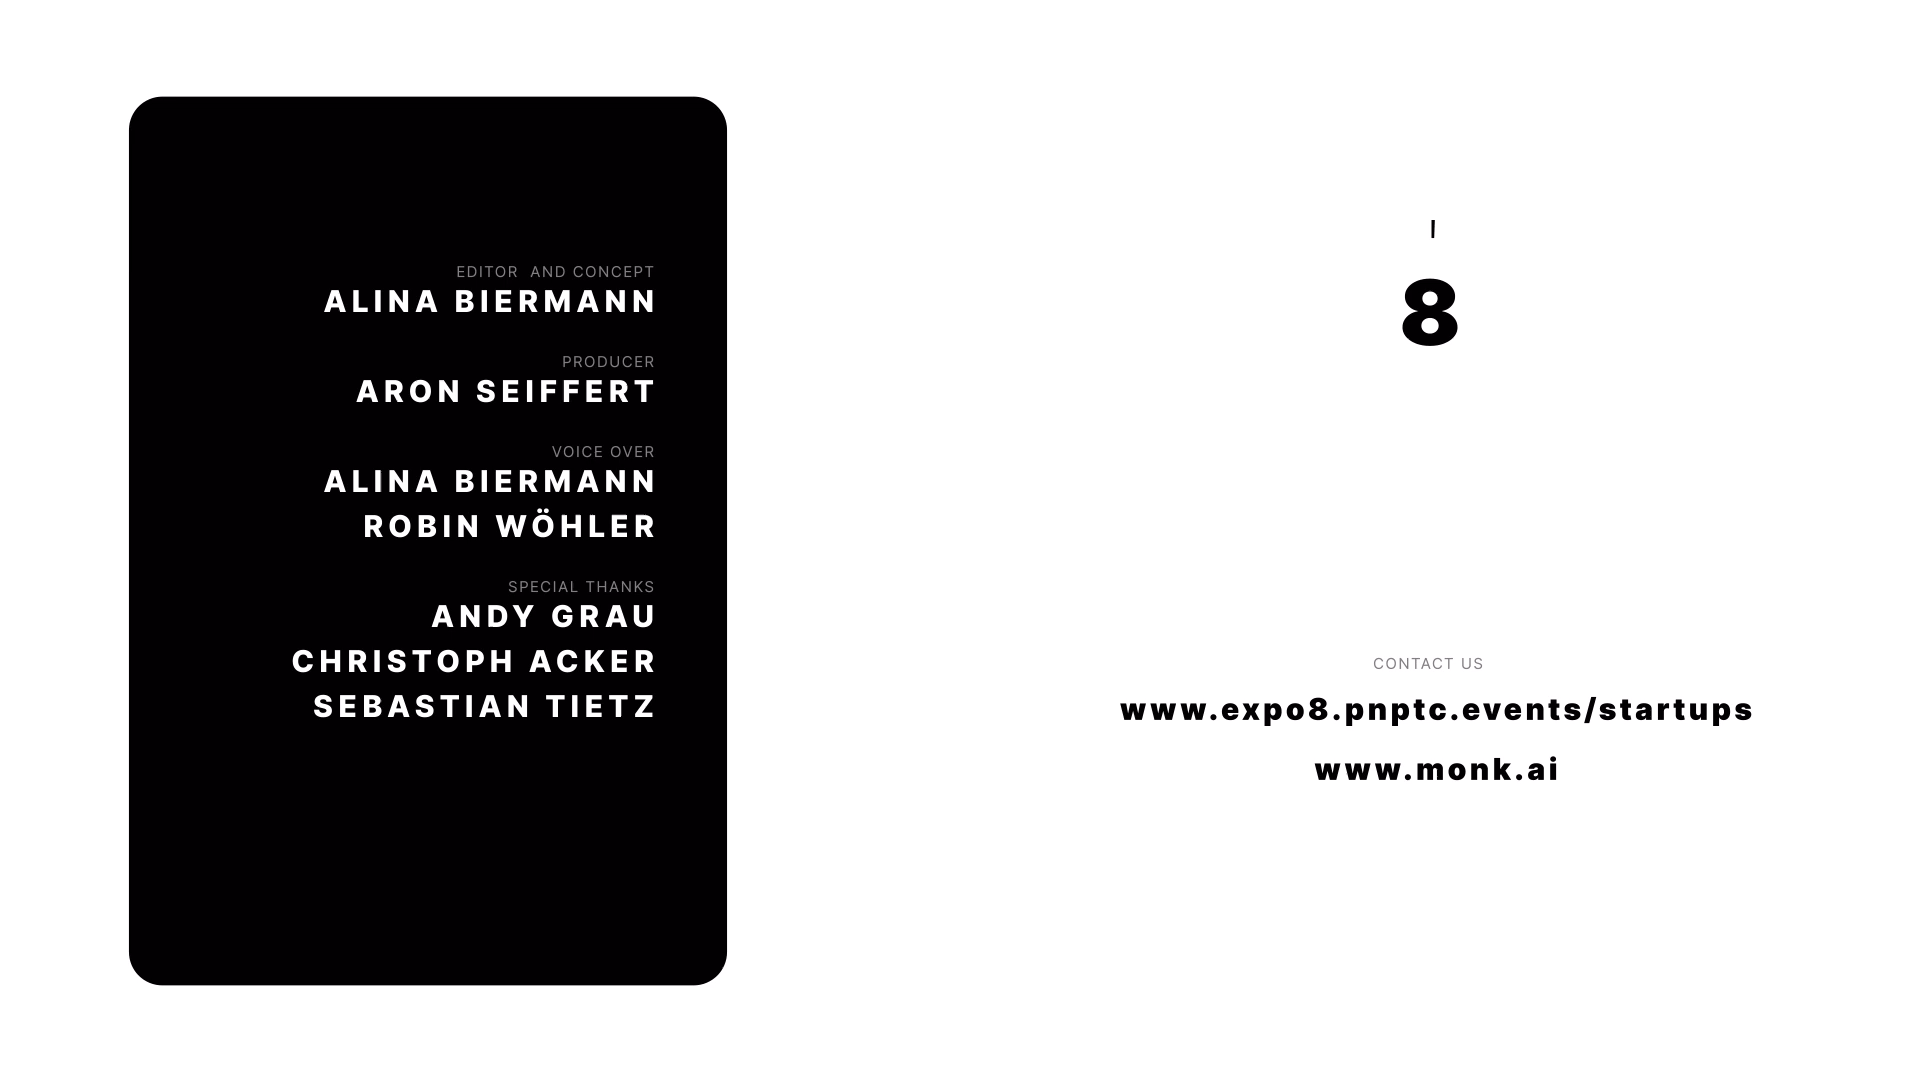 EDITOR  AND CONCEPT
ALINA BIERMANN
PRODUCER
ARON SEIFFERT
VOICE OVER
ALINA BIERMANN
ROBIN WÖHLER
SPECIAL THANKS
ANDY GRAU
CHRISTOPH ACKER
SEBASTIAN TIETZ
8
CONTACT US
www.expo8.pnptc.events/startups
www.monk.ai